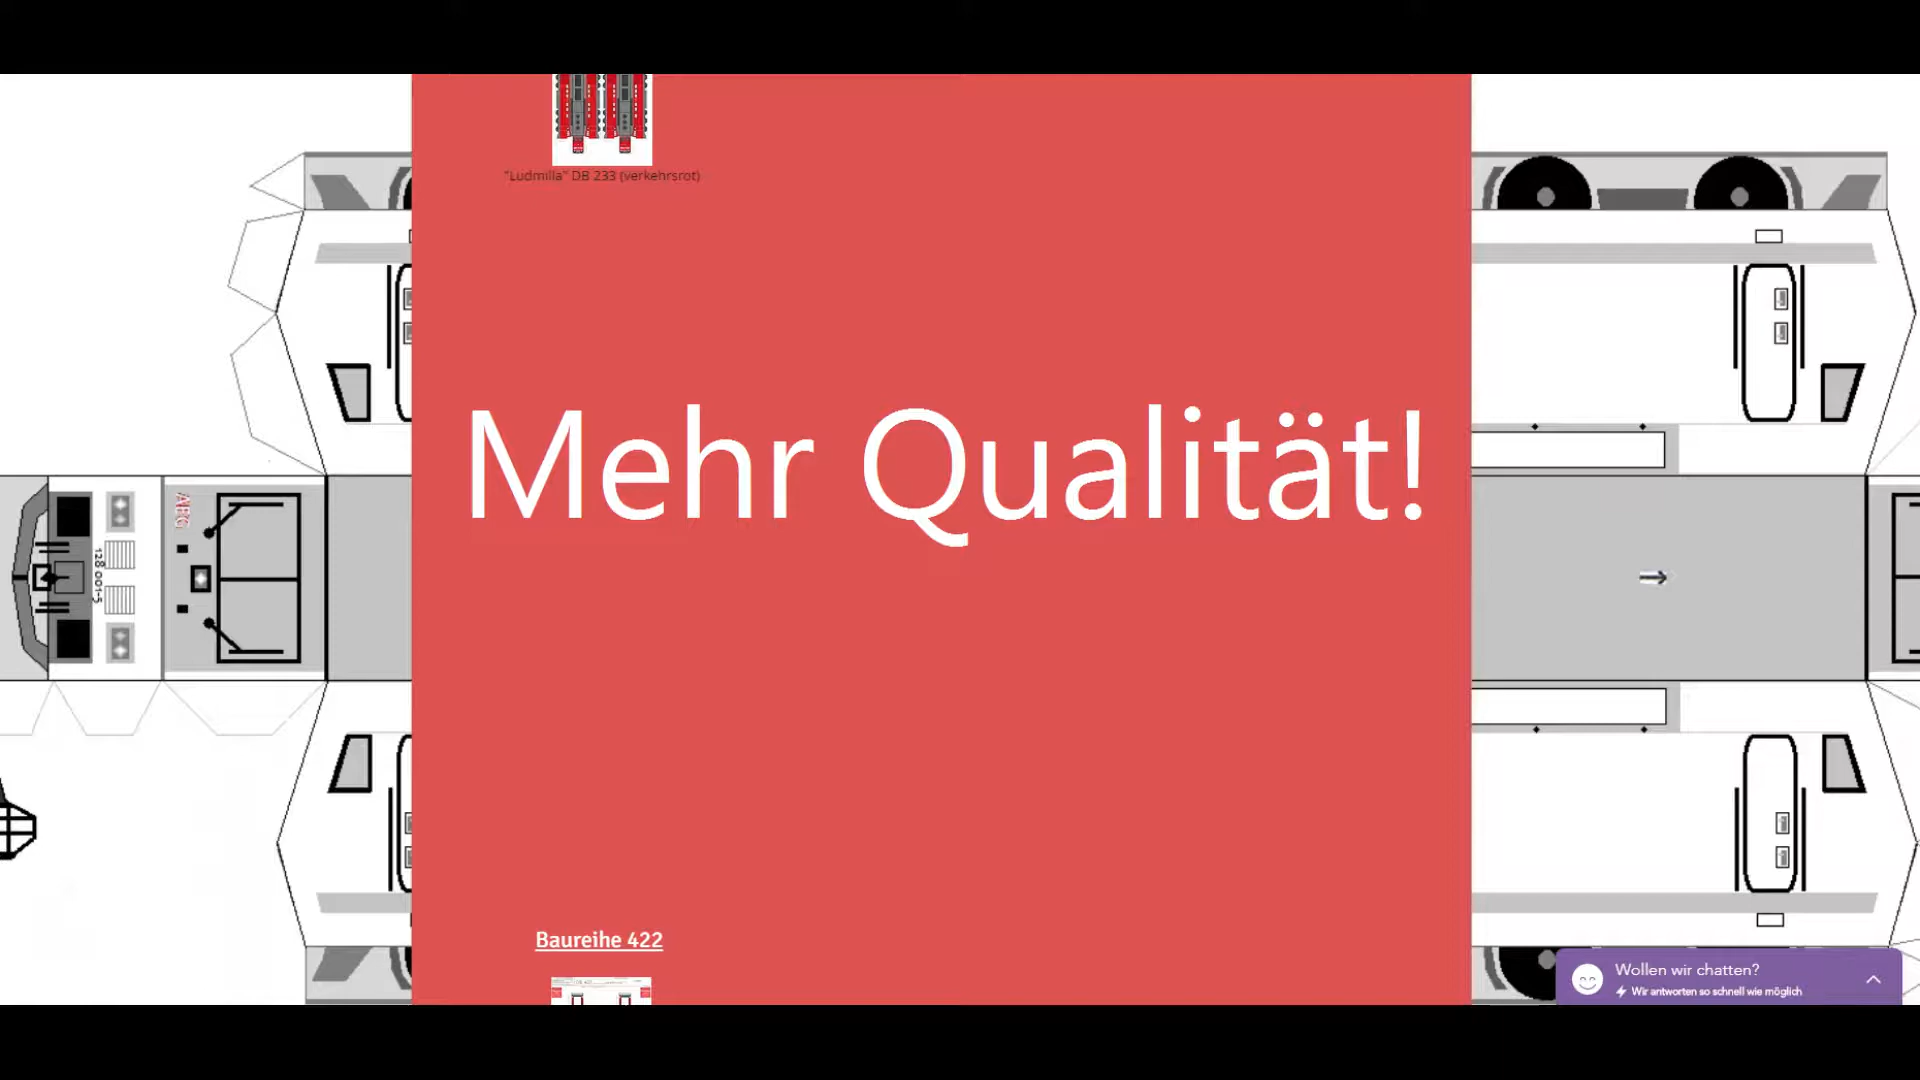 "Ludmilla" DB 233 (verkehrsrot)
Mehr Qualität!
AEG
128 001-5
Baureihe 422
Wollen wir chatten?
Wir antworten so schnell wie möglich